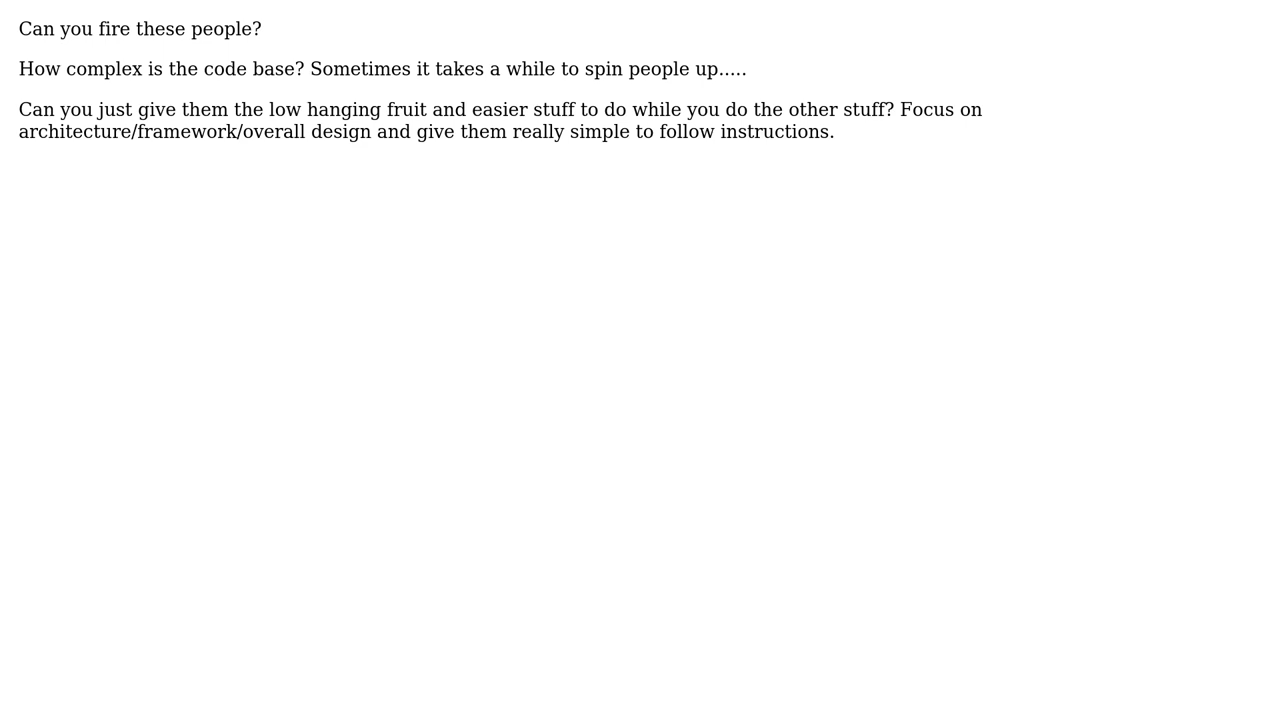 Can you fire these people?
How complex is the code base? Sometimes it takes a while to spin people up.....
Can you just give them the low hanging fruit and easier stuff to do while you do the other stuff? Focus on
architecture/framework/overall design and give them really simple to follow instructions.